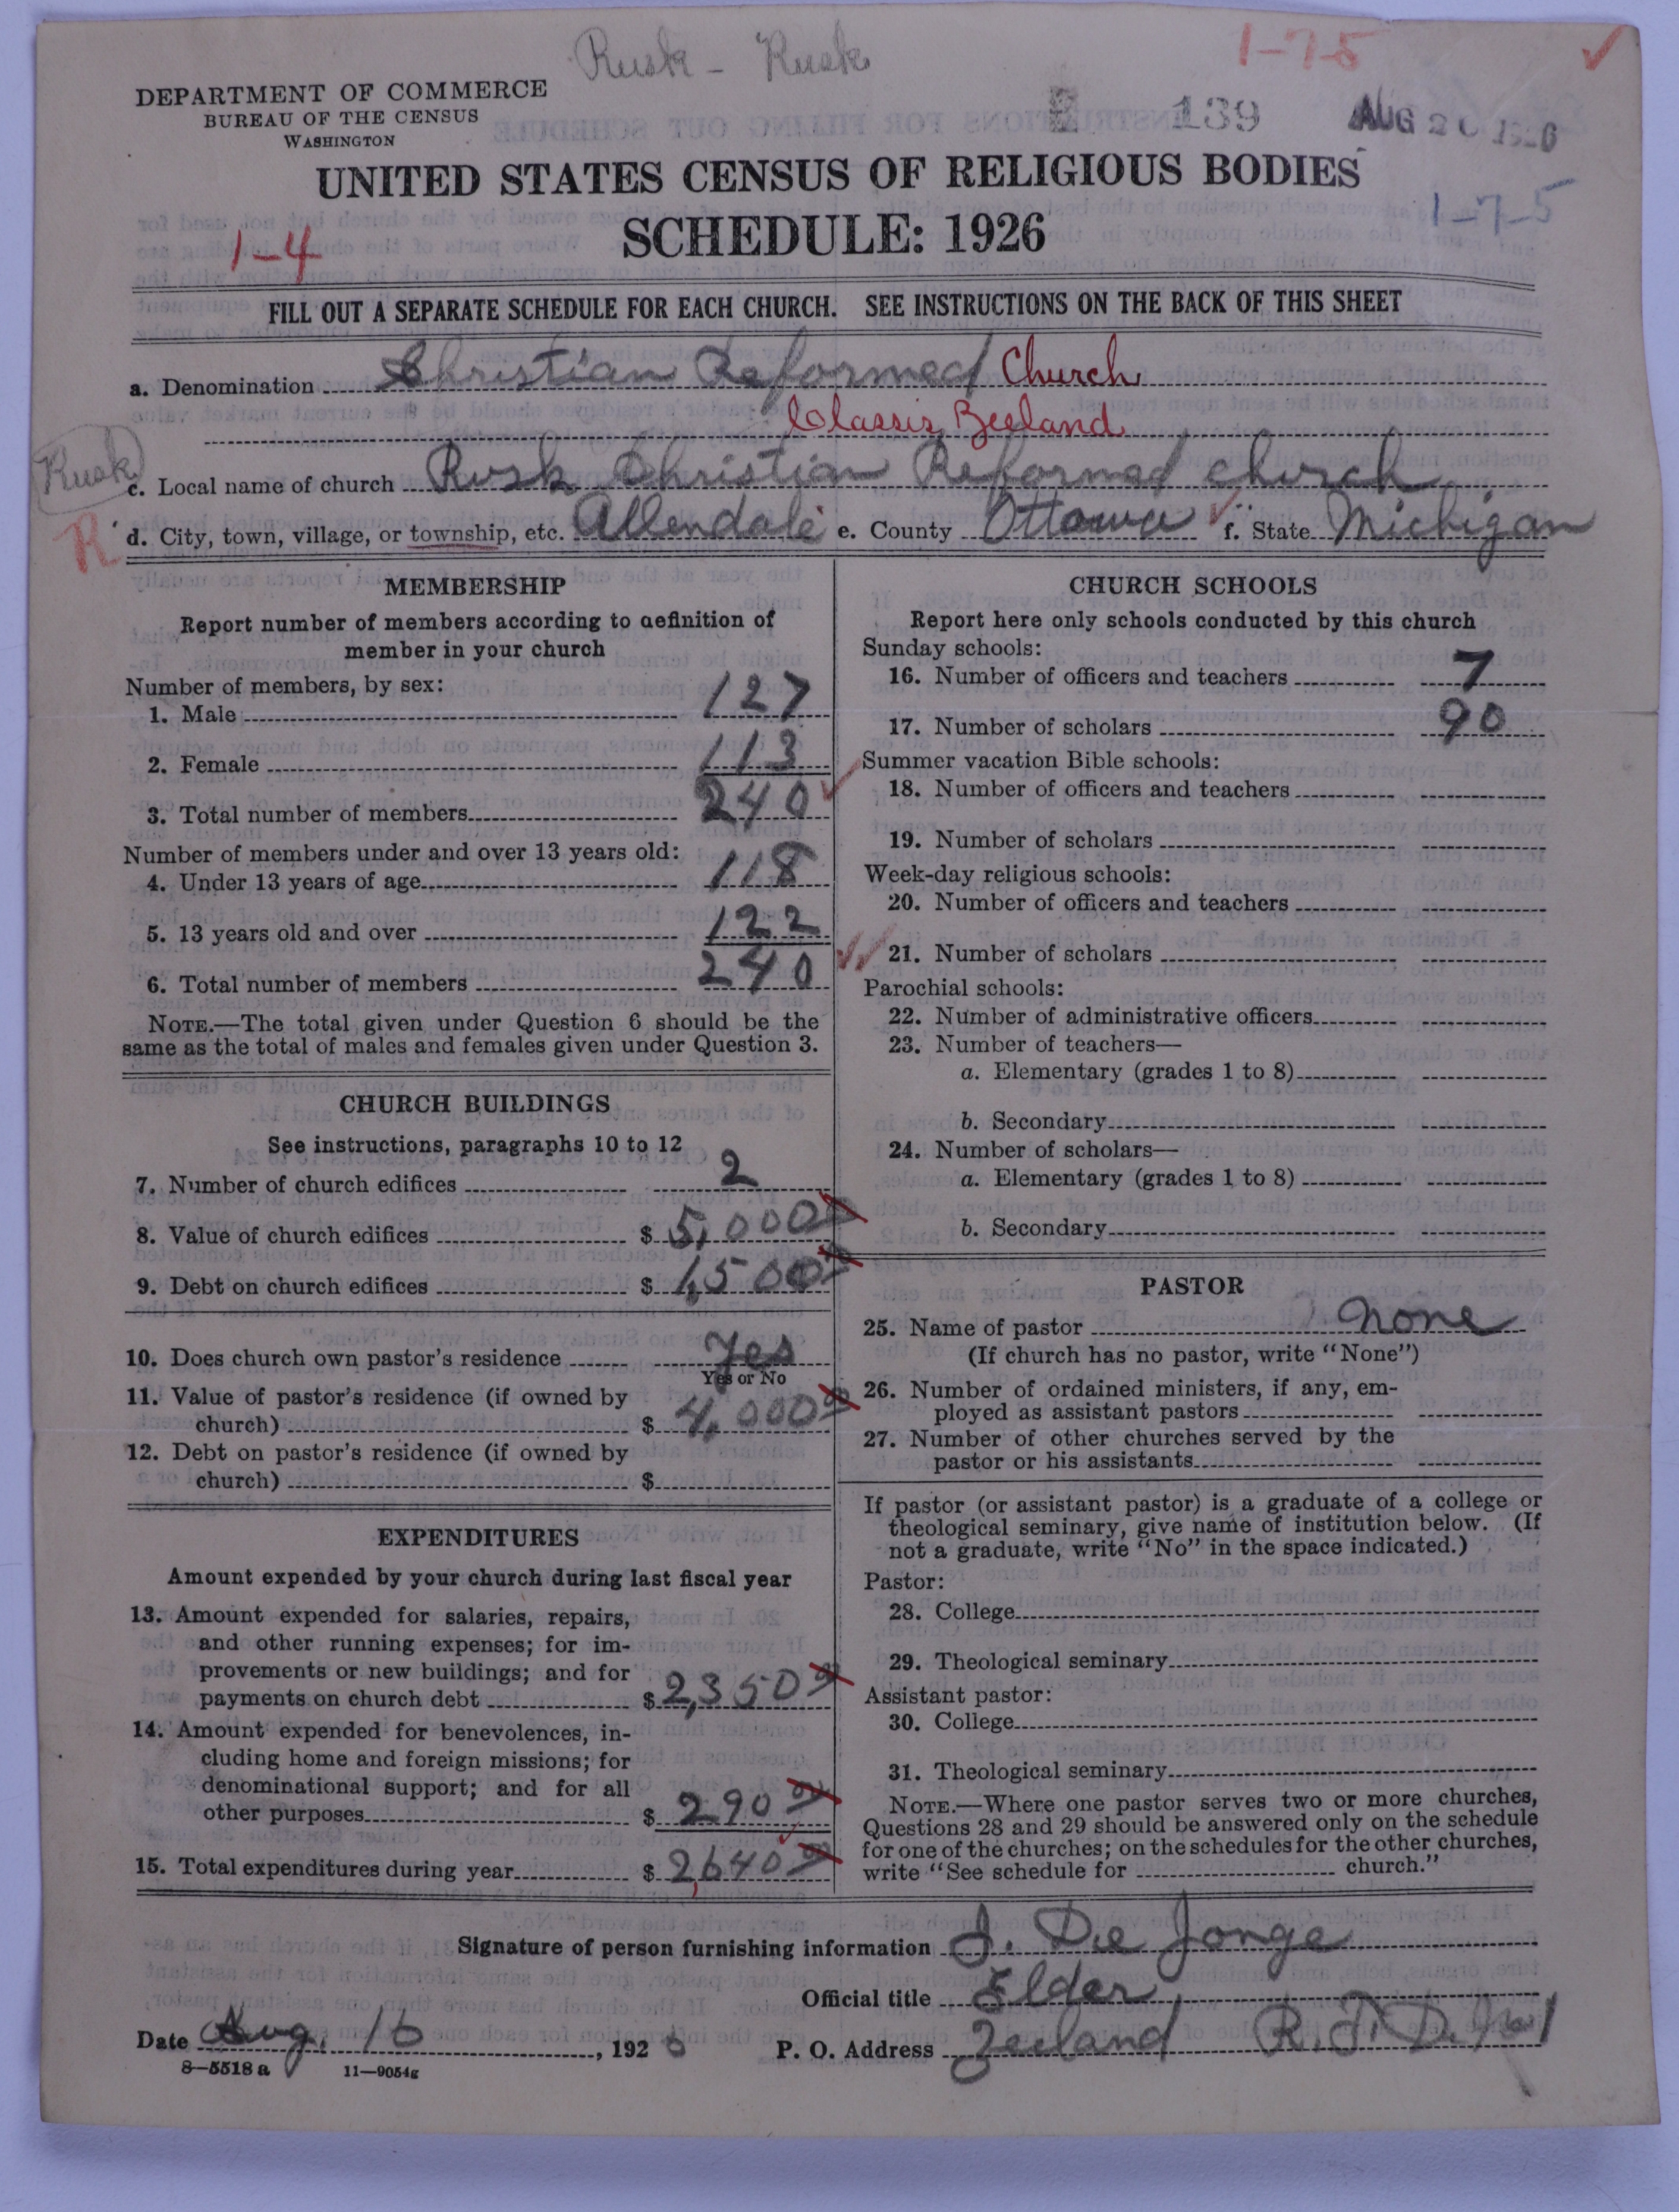 Rusk - Rusk
1-7-5
DEPARTMENT OF COMMERCE
BUREAU OF THE CENSUS
WASHINGTON
139 AUG 20 1926
UNITED STATES CENSUS OF RELIGIOUS BODIES
SCHEDULE: 1926
1-7-5
1-4
FILL OUT A SEPARATE SCHEDULE FOR EACH CHURCH. SEE INSTRUCTIONS ON THE BACK OF THIS SHEET
a. Denomination Christian Reformed Church
Classis Zeeland
Rusk
c. Local name of church Rusk Christian Reformed church
R
d. City, town, village, or township, etc. Allendale e. County Ottawa f. State Michigan
MEMBERSHIP
Report number of members according to definition of
member in your church
Number of members, by sex:
1. Male 127
2. Female 113
3. Total number of members 240
Number of members under and over 13 years old:
4. Under 13 years of age 118
5. 13 years old and over 122
6. Total number of members 240
NOTE.—The total given under Question 6 should be the
same as the total of males and females given under Question 3.
CHURCH BUILDINGS
See instructions, paragraphs 10 to 12
7. Number of church edifices 2
8. Value of church edifices $ 5,000 00
9. Debt on church edifices $ 1,500 00
10. Does church own pastor's residence Yes
Yes or No
11. Value of pastor's residence (if owned by
church) $ 4,000 00
12. Debt on pastor's residence (if owned by
church) $
EXPENDITURES
Amount expended by your church during last fiscal year
13. Amount expended for salaries, repairs,
and other running expenses; for im-
provements or new buildings; and for
payments on church debt $ 2,350 00
14. Amount expended for benevolences, in-
cluding home and foreign missions; for
denominational support; and for all
other purposes $ 290 00
15. Total expenditures during year $ 2,640 00
CHURCH SCHOOLS
Report here only schools conducted by this church
Sunday schools:
16. Number of officers and teachers 7
17. Number of scholars 90
Summer vacation Bible schools:
18. Number of officers and teachers
19. Number of scholars
Week-day religious schools:
20. Number of officers and teachers
21. Number of scholars
Parochial schools:
22. Number of administrative officers
23. Number of teachers—
a. Elementary (grades 1 to 8)
b. Secondary
24. Number of scholars—
a. Elementary (grades 1 to 8)
b. Secondary
PASTOR
25. Name of pastor None
(If church has no pastor, write "None")
26. Number of ordained ministers, if any, em-
ployed as assistant pastors
27. Number of other churches served by the
pastor or his assistants
If pastor (or assistant pastor) is a graduate of a college or
theological seminary, give name of institution below. (If
not a graduate, write "No" in the space indicated.)
Pastor:
28. College
29. Theological seminary
Assistant pastor:
30. College
31. Theological seminary
NOTE.—Where one pastor serves two or more churches,
Questions 28 and 29 should be answered only on the schedule
for one of the churches; on the schedules for the other churches,
write "See schedule for church."
Signature of person furnishing information J. De Jonge
Official title Elder
Date Aug. 16, 1926 P. O. Address Zeeland R.F.D.
8—5518 a 11—9054g